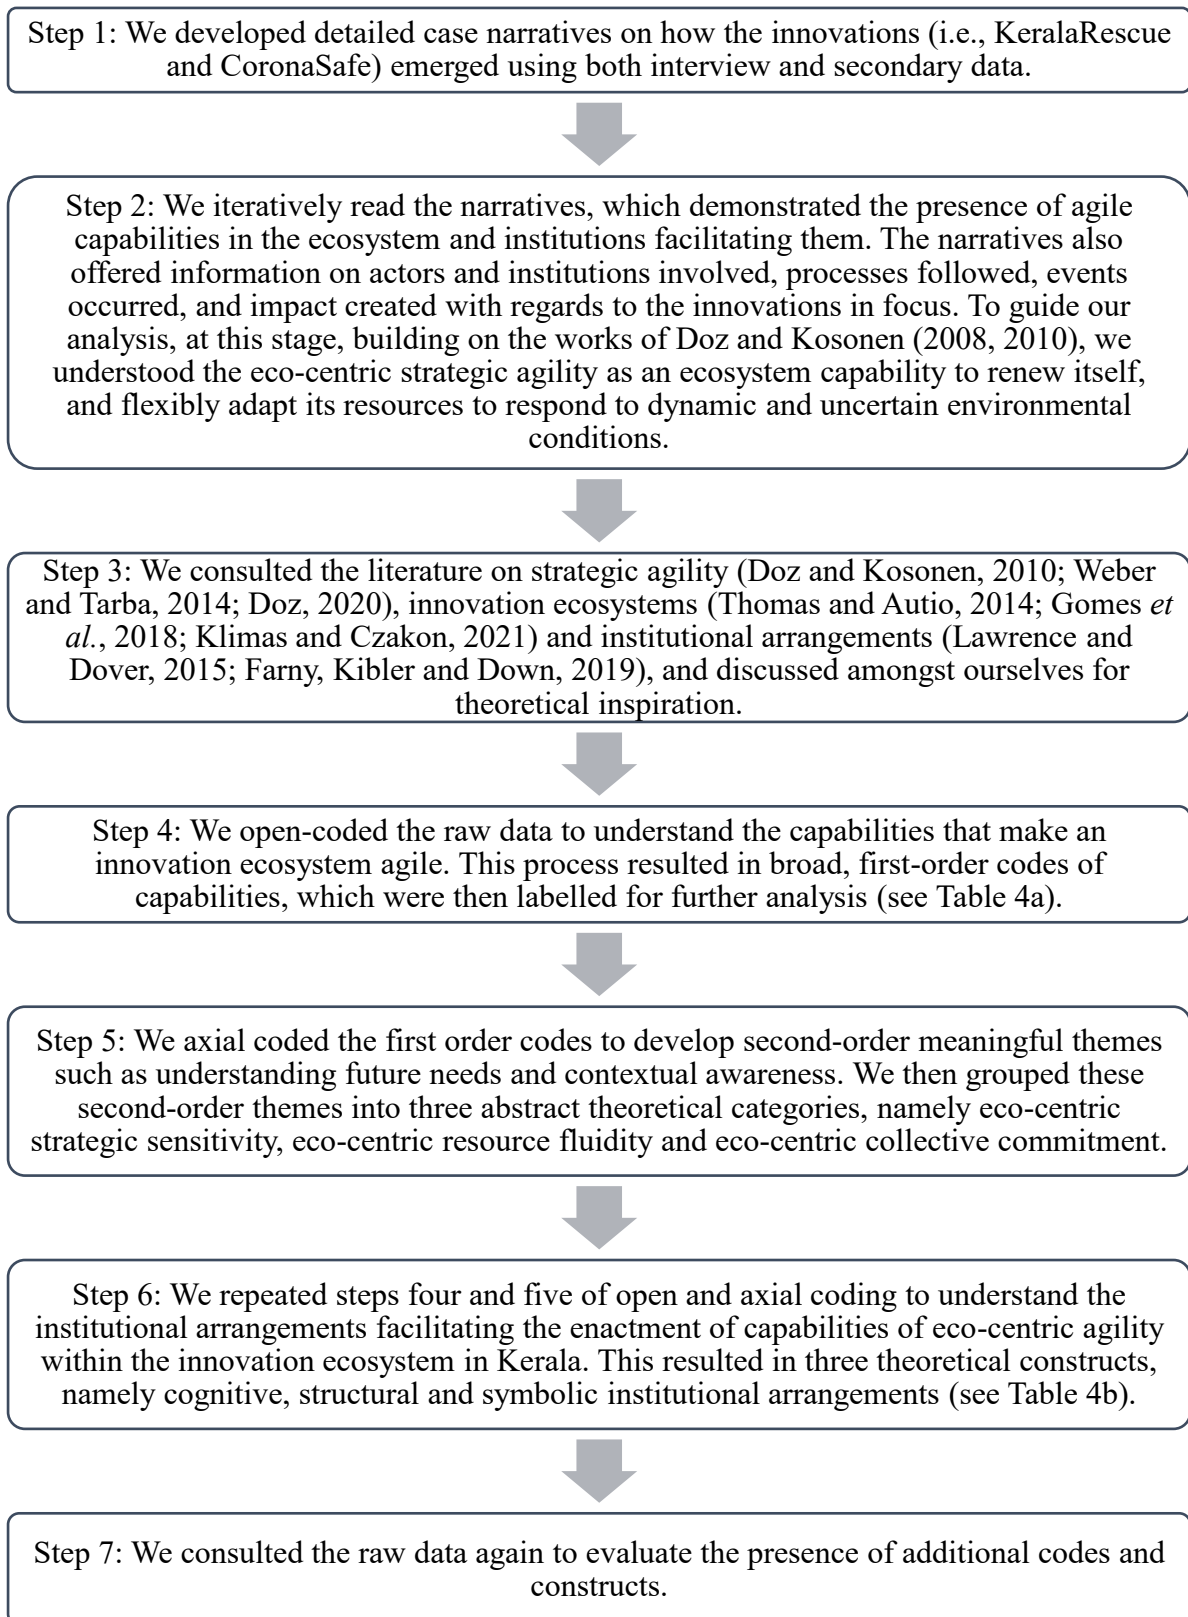 Step 1: We developed detailed case narratives on how the innovations (i.e., KeralaRescue
and CoronaSafe) emerged using both interview and secondary data.
Step 2: We iteratively read the narratives, which demonstrated the presence of agile
capabilities in the ecosystem and institutions facilitating them. The narratives also
offered information on actors and institutions involved, processes followed, events
occurred, and impact created with regards to the innovations in focus. To guide our
analysis, at this stage, building on the works of Doz and Kosonen (2008, 2010), we
understood the eco-centric strategic agility as an ecosystem capability to renew itself,
and flexibly adapt its resources to respond to dynamic and uncertain environmental
conditions.
Step 3: We consulted the literature on strategic agility (Doz and Kosonen, 2010; Weber
and Tarba, 2014; Doz, 2020), innovation ecosystems (Thomas and Autio, 2014; Gomes et
al., 2018; Klimas and Czakon, 2021) and institutional arrangements (Lawrence and
Dover, 2015; Farny, Kibler and Down, 2019), and discussed amongst ourselves for
theoretical inspiration.
Step 4: We open-coded the raw data to understand the capabilities that make an
innovation ecosystem agile. This process resulted in broad, first-order codes of
capabilities, which were then labelled for further analysis (see Table 4a).
Step 5: We axial coded the first order codes to develop second-order meaningful themes
such as understanding future needs and contextual awareness. We then grouped these
second-order themes into three abstract theoretical categories, namely eco-centric
strategic sensitivity, eco-centric resource fluidity and eco-centric collective commitment.
Step 6: We repeated steps four and five of open and axial coding to understand the
institutional arrangements facilitating the enactment of capabilities of eco-centric agility
within the innovation ecosystem in Kerala. This resulted in three theoretical constructs,
namely cognitive, structural and symbolic institutional arrangements (see Table 4b).
Step 7: We consulted the raw data again to evaluate the presence of additional codes and
constructs.